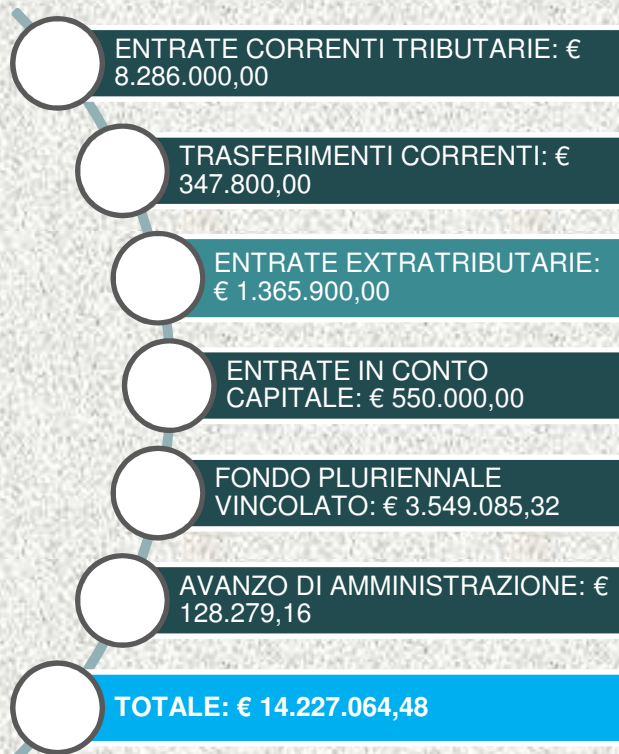 ENTRATE CORRENTI TRIBUTARIE: €
8.286.000,00
TRASFERIMENTI CORRENTI: €
347.800,00
ENTRATE EXTRATRIBUTARIE:
€ 1.365.900,00
ENTRATE IN CONTO
CAPITALE: € 550.000,00
FONDO PLURIENNALE
VINCOLATO: € 3.549.085,32
AVANZO DI AMMINISTRAZIONE: €
128.279,16
TOTALE: € 14.227.064,48